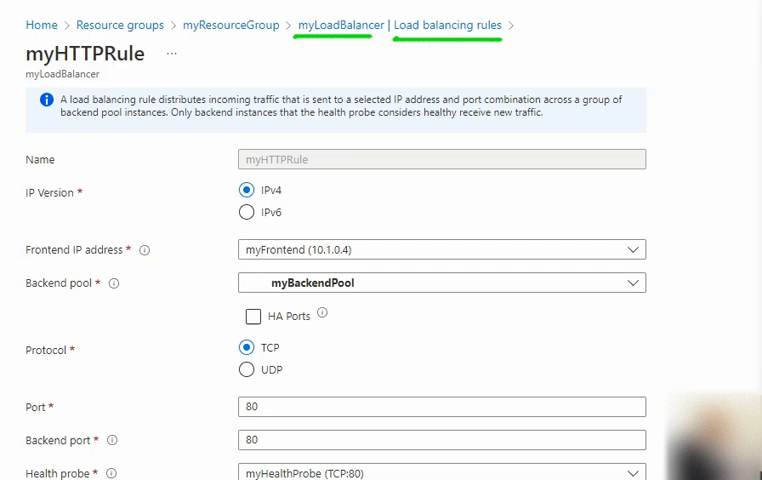 Home > Resource groups > myResourceGroup > myLoadBalancer | Load balancing rules >
myHTTPRule ...
myLoadBalancer
A load balancing rule distributes incoming traffic that is sent to a selected IP address and port combination across a group of
backend pool instances. Only backend instances that the health probe considers healthy receive new traffic.
Name myHTTPRule
IP Version * IPv4
IPv6
Frontend IP address * myFrontend (10.1.0.4)
Backend pool * myBackendPool
HA Ports
Protocol * TCP
UDP
Port * 80
Backend port * 80
Health probe * myHealthProbe (TCP:80)